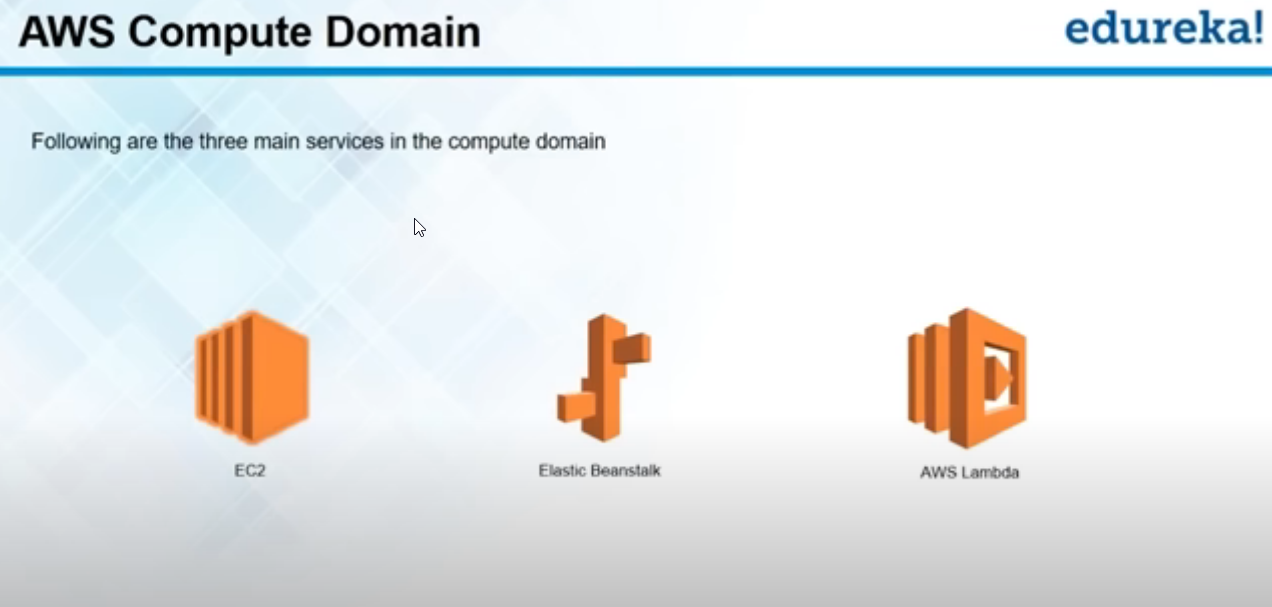 AWS Compute Domain
edureka!
Following are the three main services in the compute domain
EC2
Elastic Beanstalk
AWS Lambda